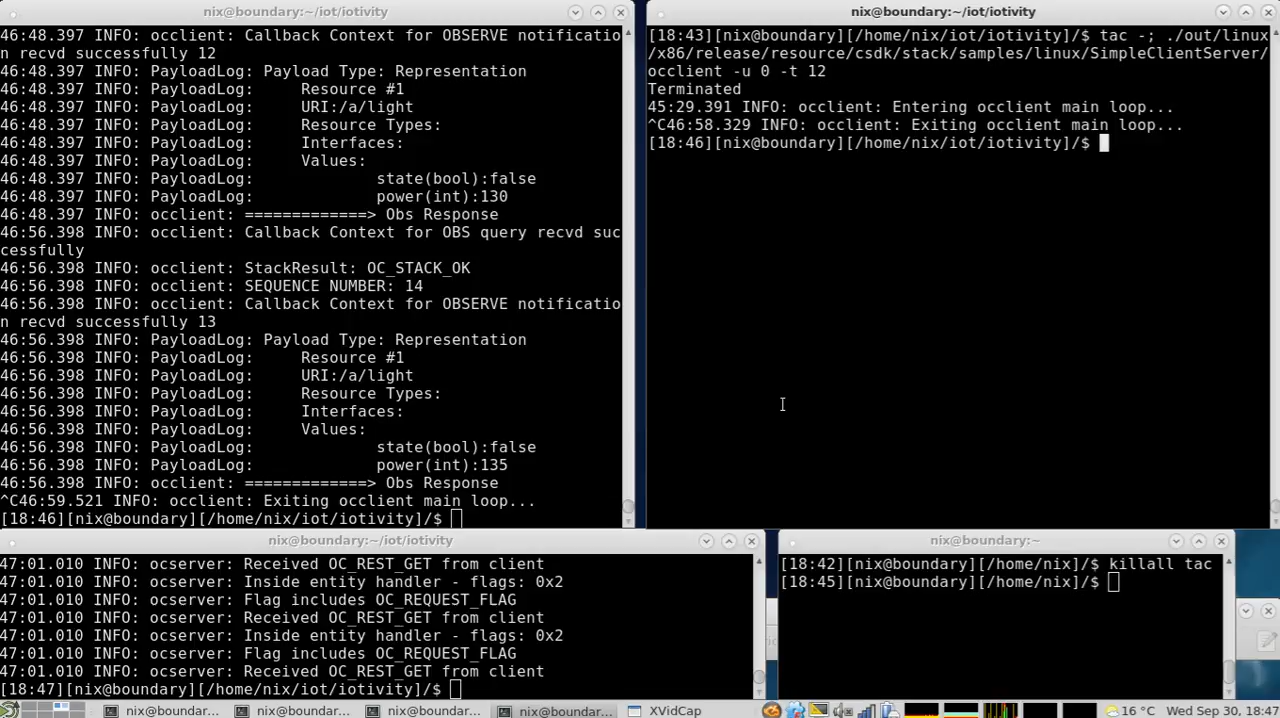 nix@boundary:~/iot/iotivity
46:48.397 INFO: occlient: Callback Context for OBSERVE notificatio
n recvd successfully 12
46:48.397 INFO: PayloadLog: Payload Type: Representation
46:48.397 INFO: PayloadLog:     Resource #1
46:48.397 INFO: PayloadLog:     URI:/a/light
46:48.397 INFO: PayloadLog:     Resource Types:
46:48.397 INFO: PayloadLog:     Interfaces:
46:48.397 INFO: PayloadLog:     Values:
46:48.397 INFO: PayloadLog:             state(bool):false
46:48.397 INFO: PayloadLog:             power(int):130
46:48.397 INFO: occlient: =============> Obs Response
46:56.398 INFO: occlient: Callback Context for OBS query recvd suc
cessfully
46:56.398 INFO: occlient: StackResult: OC_STACK_OK
46:56.398 INFO: occlient: SEQUENCE NUMBER: 14
46:56.398 INFO: occlient: Callback Context for OBSERVE notificatio
n recvd successfully 13
46:56.398 INFO: PayloadLog: Payload Type: Representation
46:56.398 INFO: PayloadLog:     Resource #1
46:56.398 INFO: PayloadLog:     URI:/a/light
46:56.398 INFO: PayloadLog:     Resource Types:
46:56.398 INFO: PayloadLog:     Interfaces:
46:56.398 INFO: PayloadLog:     Values:
46:56.398 INFO: PayloadLog:             state(bool):false
46:56.398 INFO: PayloadLog:             power(int):135
46:56.398 INFO: occlient: =============> Obs Response
^C46:59.521 INFO: occlient: Exiting occlient main loop...
[18:46][nix@boundary][/home/nix/iot/iotivity]/$
nix@boundary:~/iot/iotivity
[18:43][nix@boundary][/home/nix/iot/iotivity]/$ tac -; ./out/linux
/x86/release/resource/csdk/stack/samples/linux/SimpleClientServer/
occlient -u 0 -t 12
Terminated
45:29.391 INFO: occlient: Entering occlient main loop...
^C46:58.329 INFO: occlient: Exiting occlient main loop...
[18:46][nix@boundary][/home/nix/iot/iotivity]/$
nix@boundary:~/iot/iotivity
47:01.010 INFO: ocserver: Received OC_REST_GET from client
47:01.010 INFO: ocserver: Inside entity handler - flags: 0x2
47:01.010 INFO: ocserver: Flag includes OC_REQUEST_FLAG
47:01.010 INFO: ocserver: Received OC_REST_GET from client
47:01.010 INFO: ocserver: Inside entity handler - flags: 0x2
47:01.010 INFO: ocserver: Flag includes OC_REQUEST_FLAG
47:01.010 INFO: ocserver: Received OC_REST_GET from client
[18:47][nix@boundary][/home/nix/iot/iotivity]/$
nix@boundary:~
[18:42][nix@boundary][/home/nix]/$ killall tac
[18:45][nix@boundary][/home/nix]/$
nix@boundar... nix@boundar... nix@boundar... nix@boundar... XVidCap 16 °C Wed Sep 30, 18:47